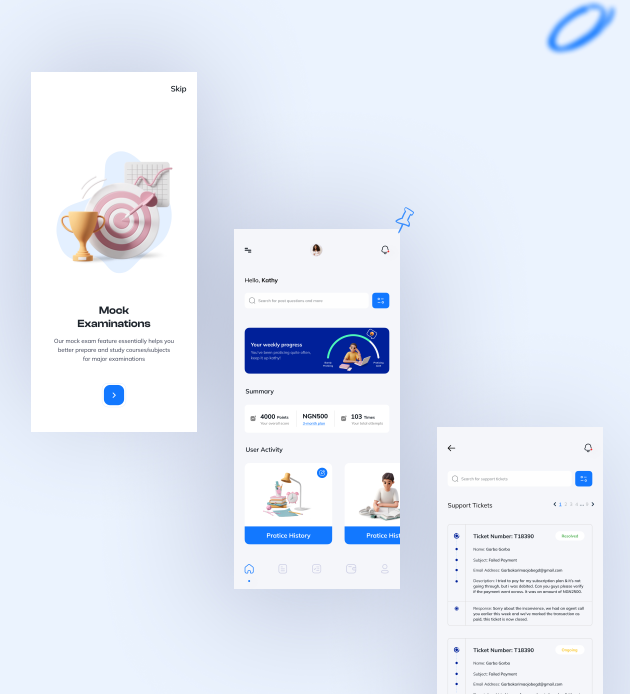 Skip
Mock
Examinations
Our mock exam feature essentially helps you
better prepare and study courses/subjects
for major examinations
Hello, Kathy
Search for past questions and more
Your weekly progress
You've been practicing quite often,
keep it up kathy!
Summary
4000 Points
NGN500
2 month plan
103 Times
Your total attempts
User Activity
Pratice History
Pratice Hist
Search for support tickets
Support Tickets
1 2 3 4 ... 6
Ticket Number: T18390
Resolved
Name: Garba Garba
Subject: Failed Payment
Email Address: Garbakanmazjobegd@gmail.com
Description: I tried to pay for my subscription plan & it's not
going through, but i was debited. Can you guys please verify
if the payment went across. It was an amount of NGN2500.
Response: Sorry about the incovenience, we had an agent call
you earlier this week and we've marked the transaction as
paid, this ticket is now closed.
Ticket Number: T18390
Ongoing
Name: Garba Garba
Subject: Failed Payment
Email Address: Garbakanmazjobegd@gmail.com